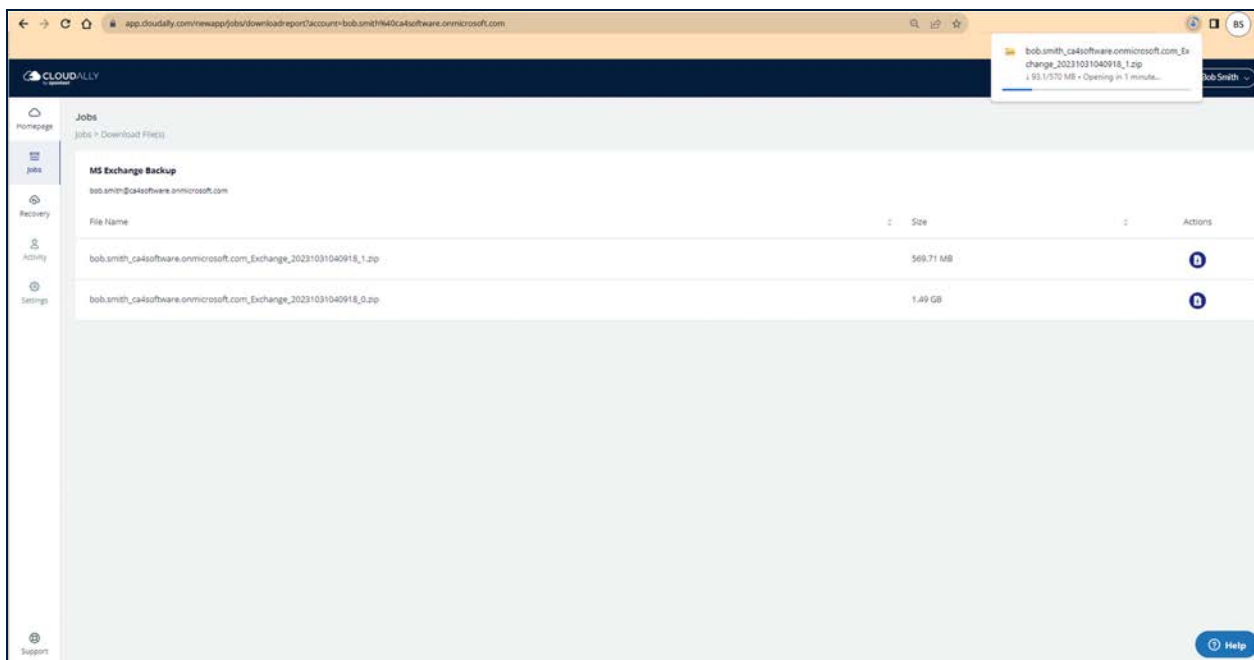 app.cloudally.com/newapp/jobs/downloadreport?account=bob.smith%40ca4software.onmicrosoft.com
BS
bob.smith_ca4software.onmicrosoft.com_Ex
change_20231031040918_1.zip
↓ 93.1/570 MB • Opening in 1 minute...
CLOUDALLY
by opentext
Bob Smith
Homepage
Jobs
Recovery
Activity
Settings
Support
Jobs
Jobs > Download File(s)
MS Exchange Backup
bob.smith@ca4software.onmicrosoft.com
File Name Size Actions
bob.smith_ca4software.onmicrosoft.com_Exchange_20231031040918_1.zip 569.71 MB
bob.smith_ca4software.onmicrosoft.com_Exchange_20231031040918_0.zip 1.49 GB
Help